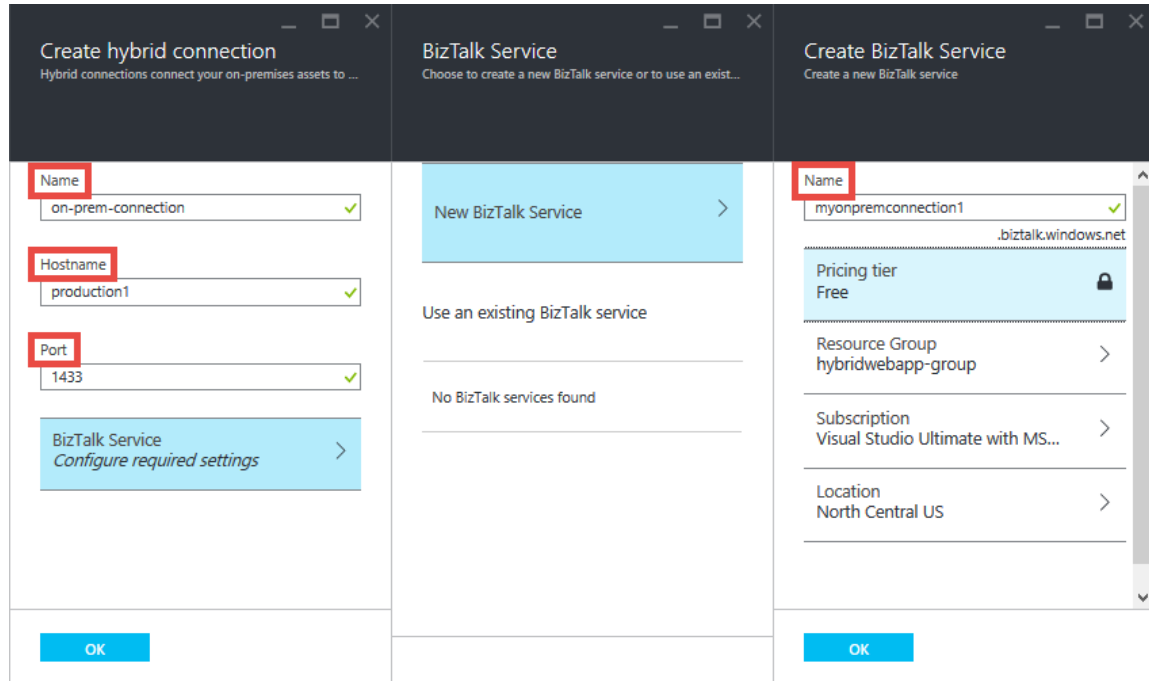 Create hybrid connection
Hybrid connections connect your on-premises assets to ...
Name
on-prem-connection
Hostname
production1
Port
1433
BizTalk Service
Configure required settings
OK
BizTalk Service
Choose to create a new BizTalk service or to use an exist...
New BizTalk Service
Use an existing BizTalk service
No BizTalk services found
Create BizTalk Service
Create a new BizTalk service
Name
myonpremconnection1
.biztalk.windows.net
Pricing tier
Free
Resource Group
hybridwebapp-group
Subscription
Visual Studio Ultimate with MS...
Location
North Central US
OK